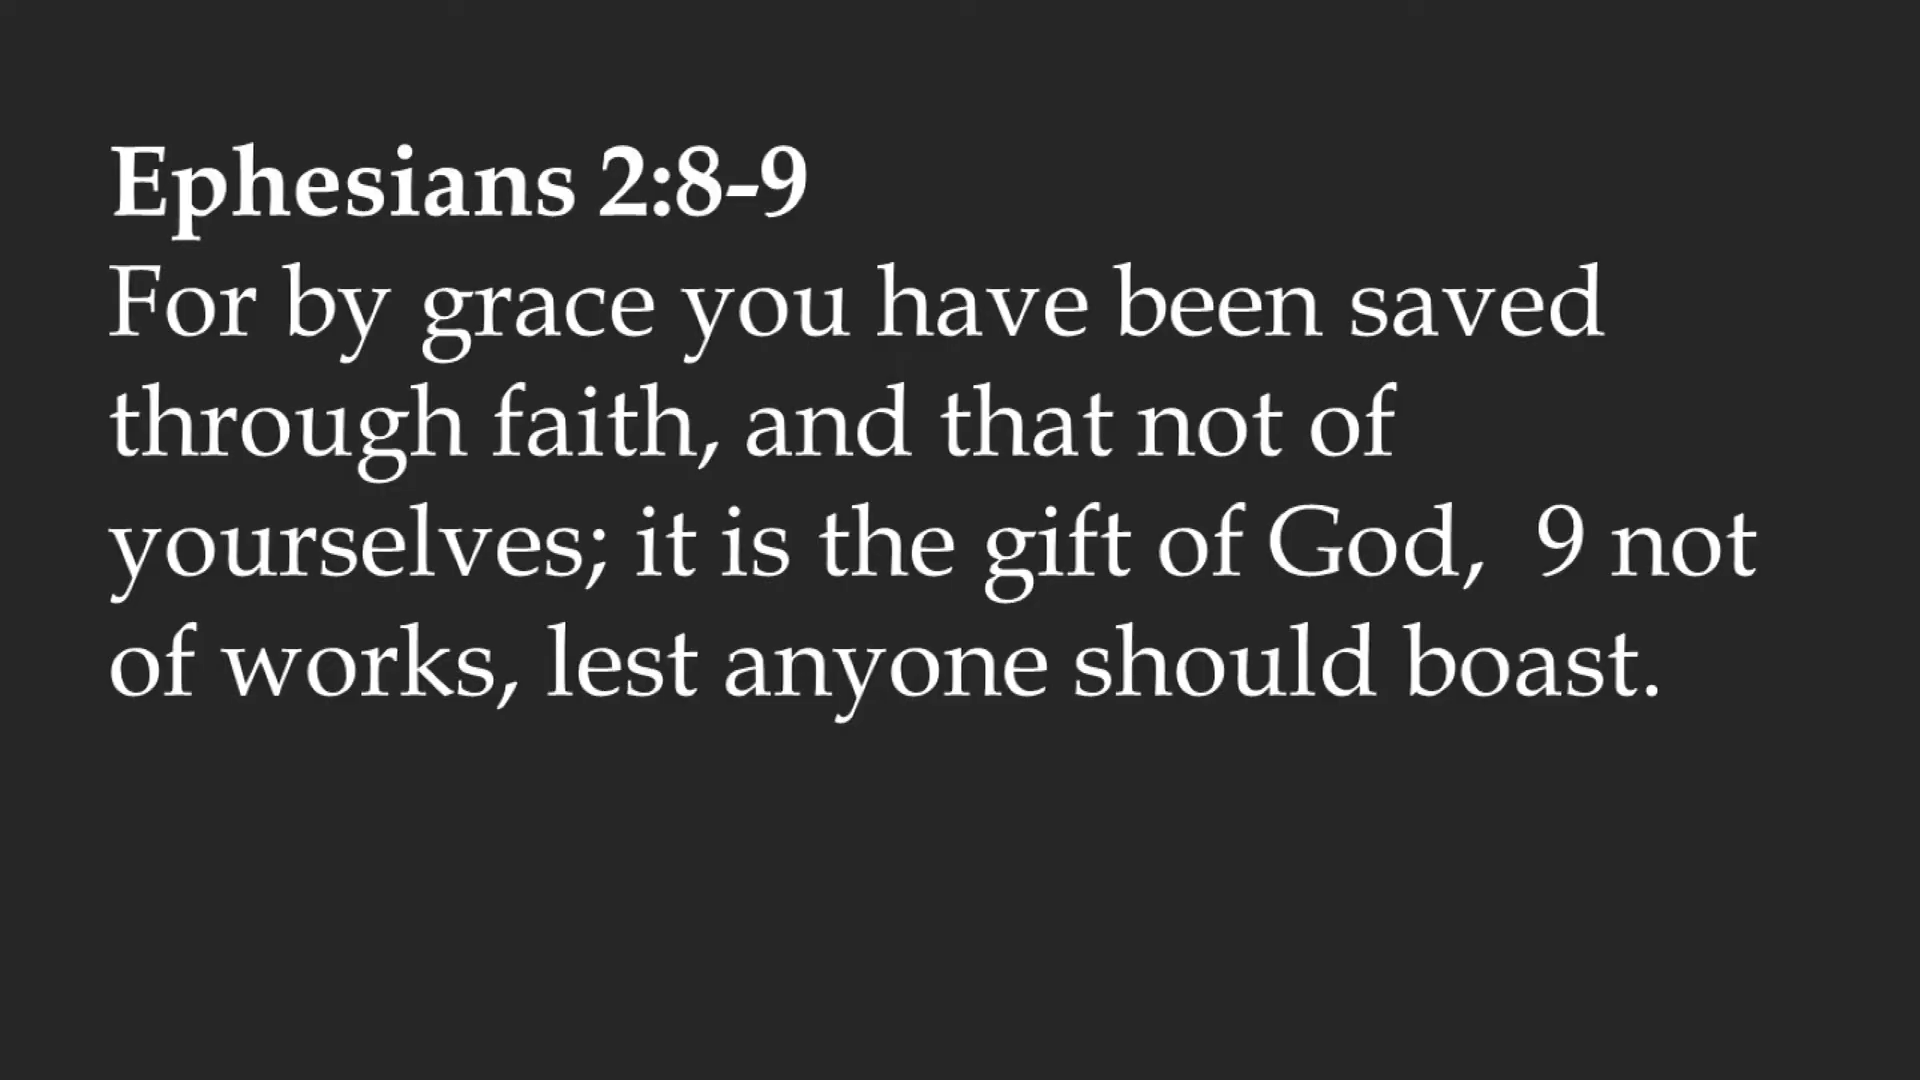 Ephesians 2:8-9
For by grace you have been saved
through faith, and that not of
yourselves; it is the gift of God,  9 not
of works, lest anyone should boast.